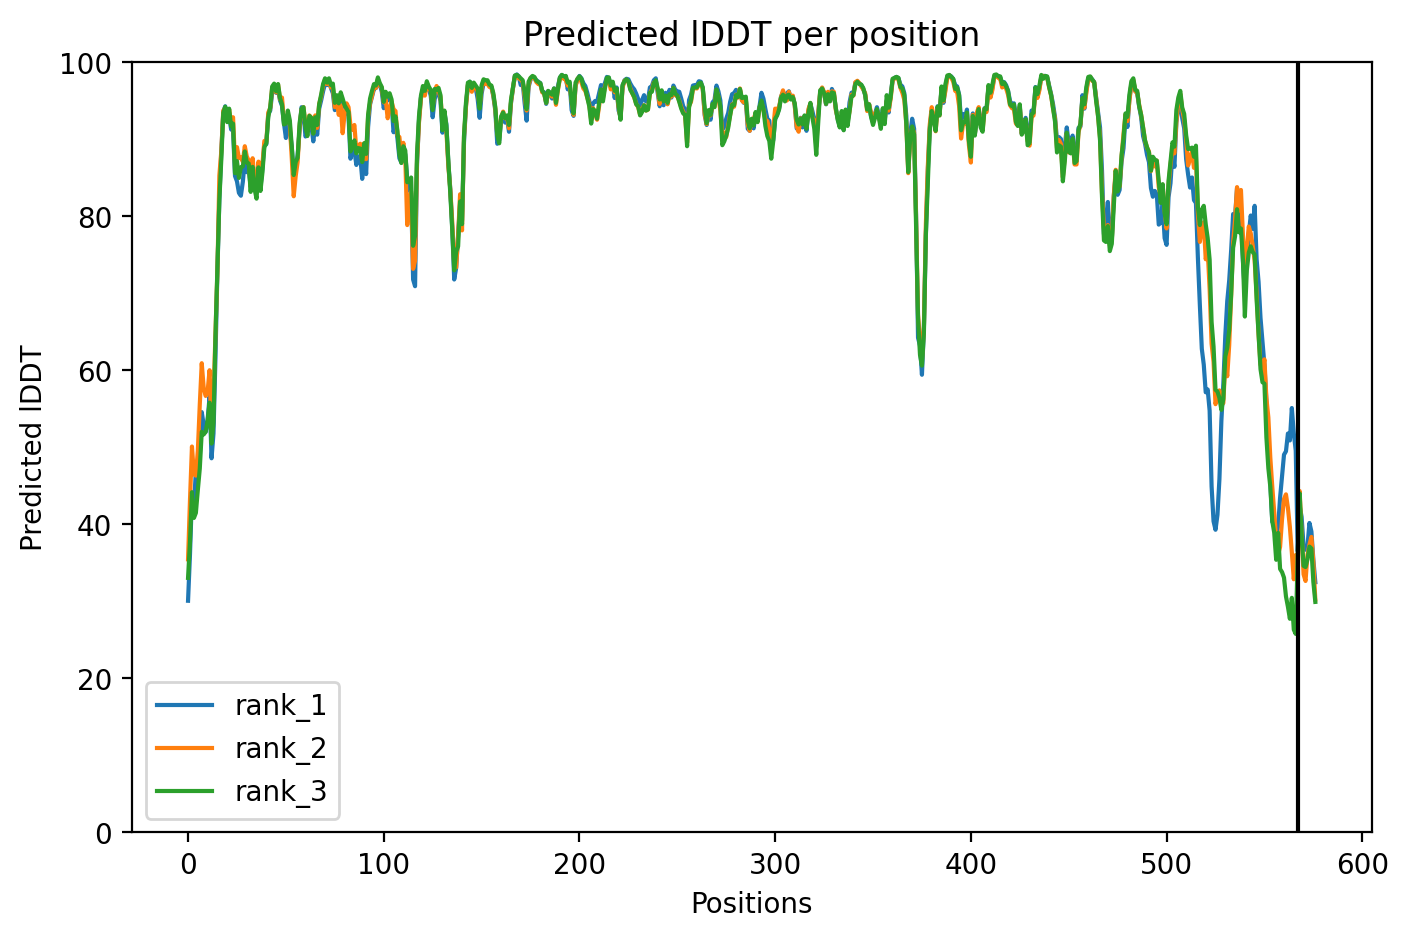 Predicted lDDT per position
100
80
60
40
20
0
Predicted lDDT
rank_1
rank_2
rank_3
0 100 200 300 400 500 600
Positions